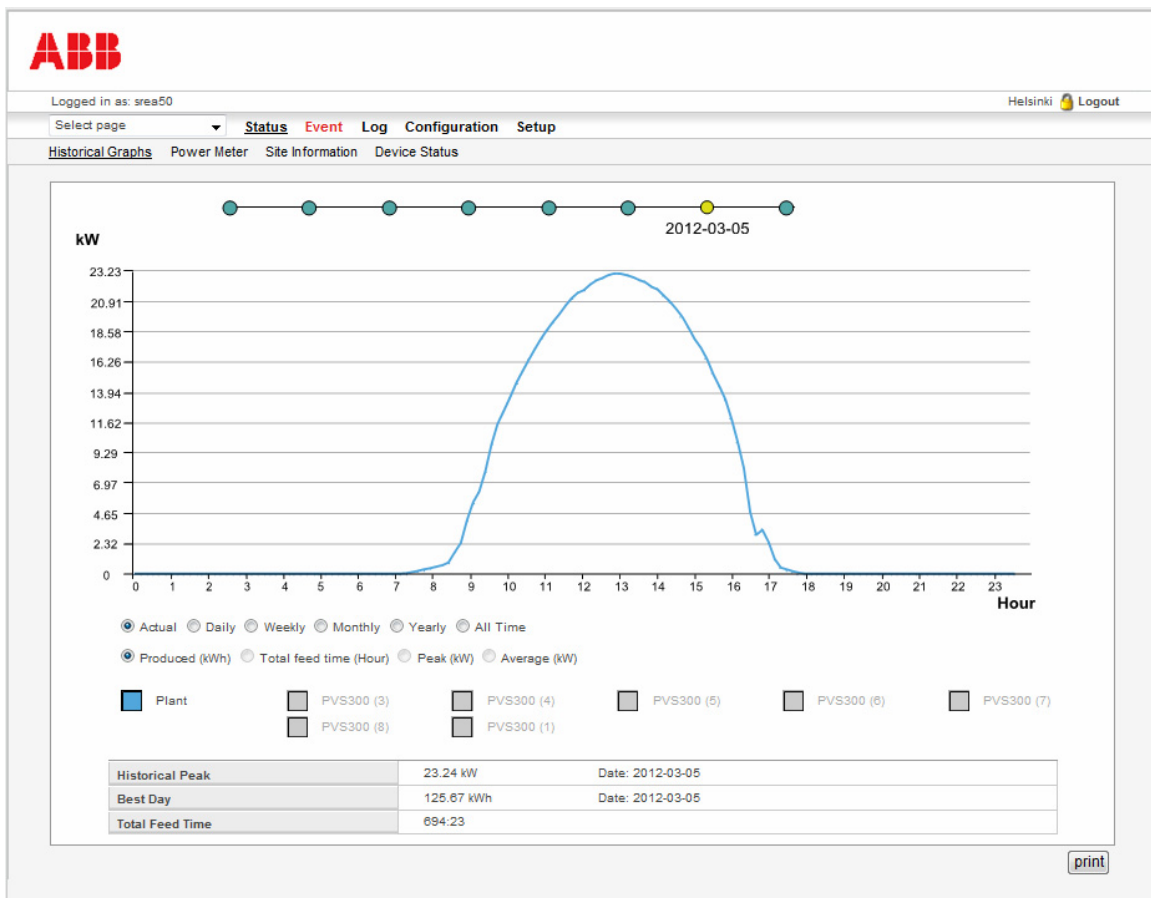 ABB
Logged in as: srea50 Helsinki Logout
Select page Status Event Log Configuration Setup
Historical Graphs Power Meter Site Information Device Status
2012-03-05
kW
23.23
20.91
18.58
16.26
13.94
11.62
9.29
6.97
4.65
2.32
0
0 1 2 3 4 5 6 7 8 9 10 11 12 13 14 15 16 17 18 19 20 21 22 23
Hour
Actual Daily Weekly Monthly Yearly All Time
Produced (kWh) Total feed time (Hour) Peak (kW) Average (kW)
Plant PVS300 (3) PVS300 (4) PVS300 (5) PVS300 (6) PVS300 (7)
PVS300 (8) PVS300 (1)
Historical Peak 23.24 kW Date: 2012-03-05
Best Day 125.67 kWh Date: 2012-03-05
Total Feed Time 694:23
print